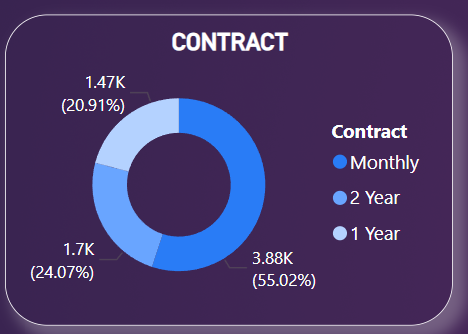 CONTRACT
1.47K
(20.91%)
Contract
Monthly
2 Year
1 Year
1.7K
(24.07%)
3.88K
(55.02%)